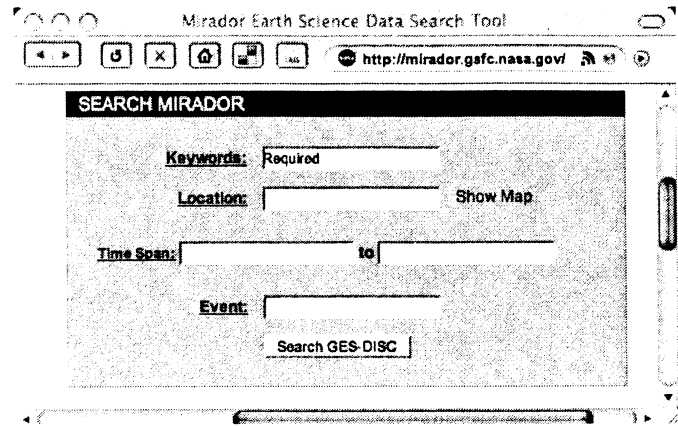 Mirador Earth Science Data Search Tool
http://mirador.gsfc.nasa.gov/
SEARCH MIRADOR
Keywords: Required
Location: Show Map
Time Span: to
Event:
Search GES-DISC